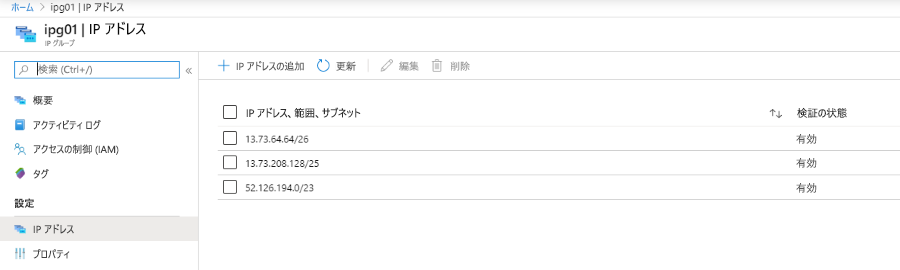 ホーム > ipg01 | IP アドレス
ipg01 | IP アドレス
IP グループ
検索 (Ctrl+/)
«
概要
アクティビティ ログ
アクセスの制御 (IAM)
タグ
設定
IP アドレス
プロパティ
+ IP アドレスの追加 更新 編集 削除
IP アドレス、範囲、サブネット ↑↓ 検証の状態
13.73.64.64/26 有効
13.73.208.128/25 有効
52.126.194.0/23 有効